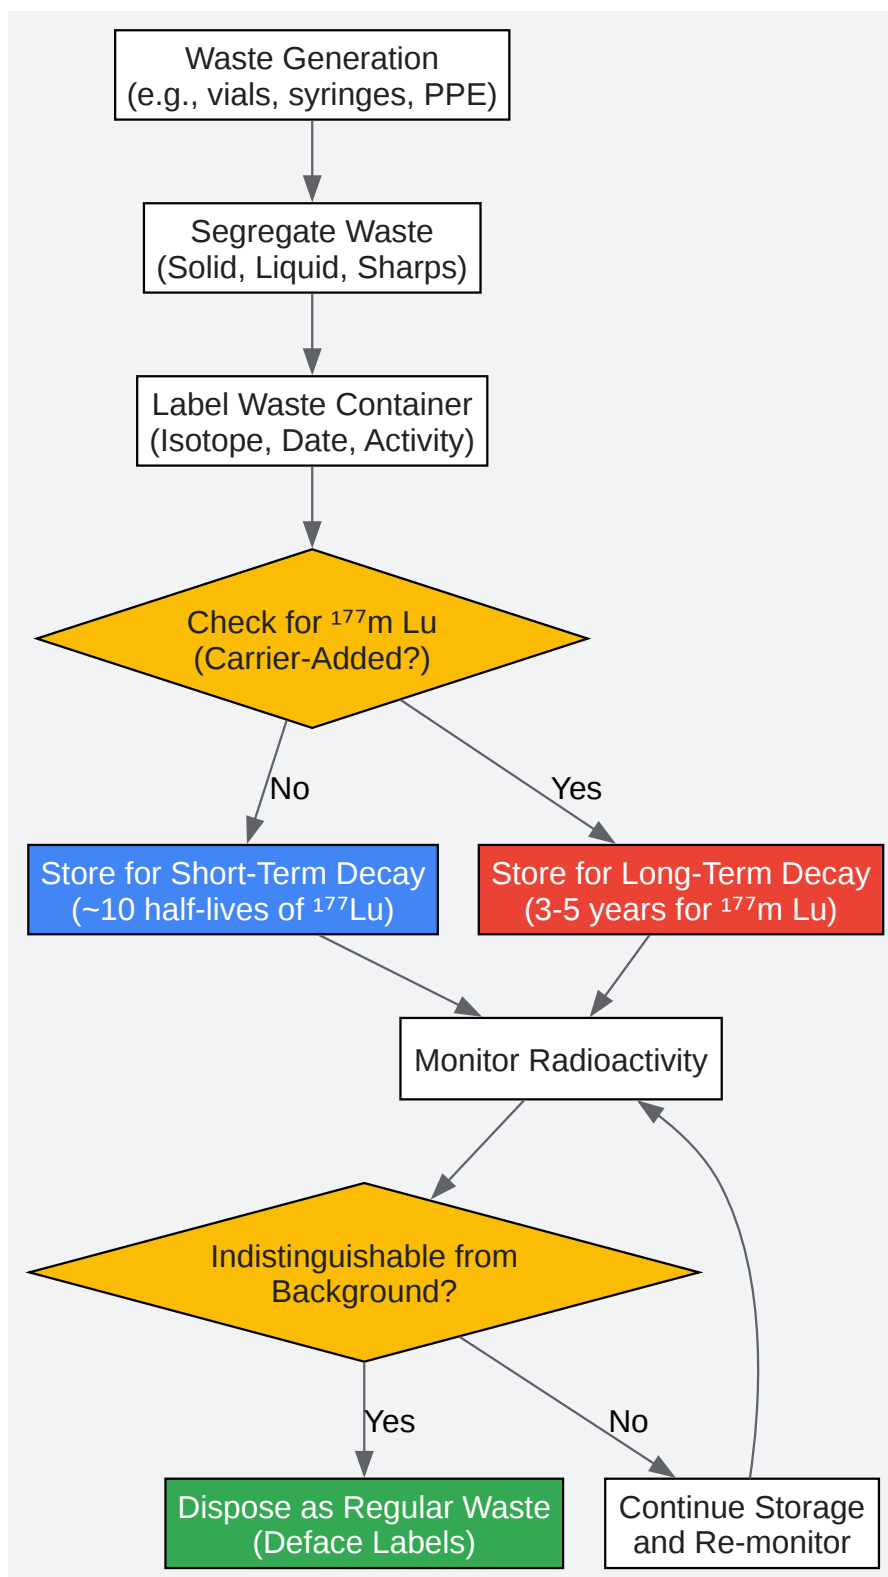 Waste Generation
(e.g., vials, syringes, PPE)
Segregate Waste
(Solid, Liquid, Sharps)
Label Waste Container
(Isotope, Date, Activity)
Check for ¹⁷⁷m Lu
(Carrier-Added?)
No
Yes
Store for Short-Term Decay
(~10 half-lives of ¹⁷⁷Lu)
Store for Long-Term Decay
(3-5 years for ¹⁷⁷m Lu)
Monitor Radioactivity
Indistinguishable from
Background?
Yes
No
Dispose as Regular Waste
(Deface Labels)
Continue Storage
and Re-monitor